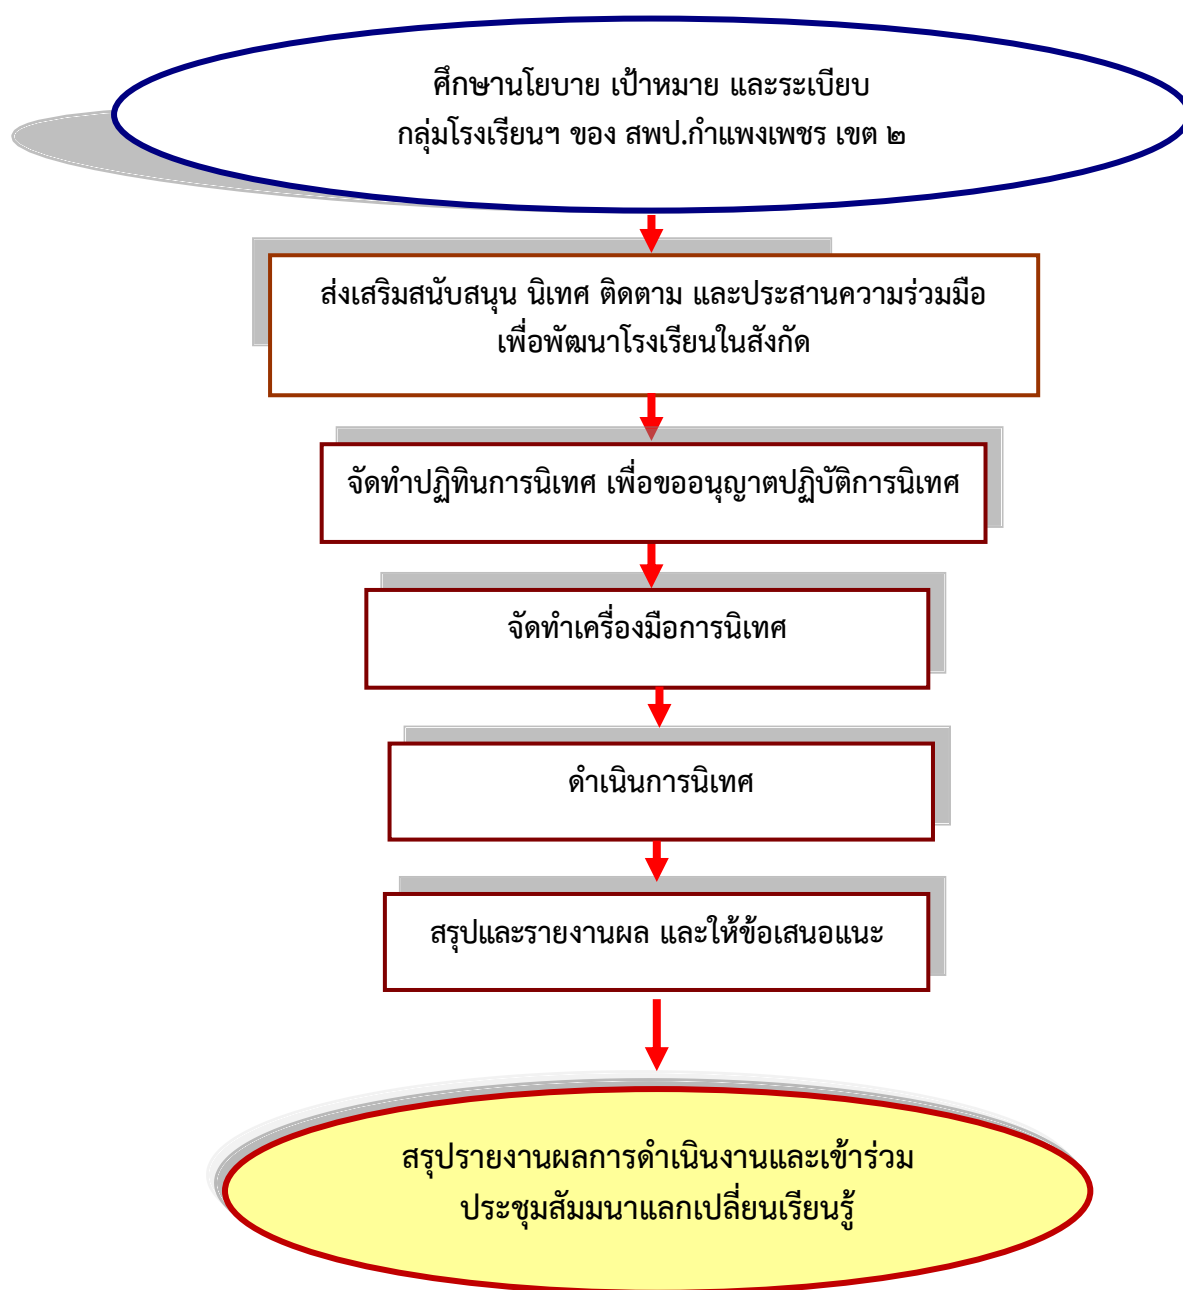 ศึกษานโยบาย เป้าหมาย และระเบียบ
กลุ่มโรงเรียนฯ ของ สพป.กำแพงเพชร เขต ๒
ส่งเสริมสนับสนุน นิเทศ ติดตาม และประสานความร่วมมือ
เพื่อพัฒนาโรงเรียนในสังกัด
จัดทำปฏิทินการนิเทศ เพื่อขออนุญาตปฏิบัติการนิเทศ
จัดทำเครื่องมือการนิเทศ
ดำเนินการนิเทศ
สรุปและรายงานผล และให้ข้อเสนอแนะ
สรุปรายงานผลการดำเนินงานและเข้าร่วม
ประชุมสัมมนาแลกเปลี่ยนเรียนรู้